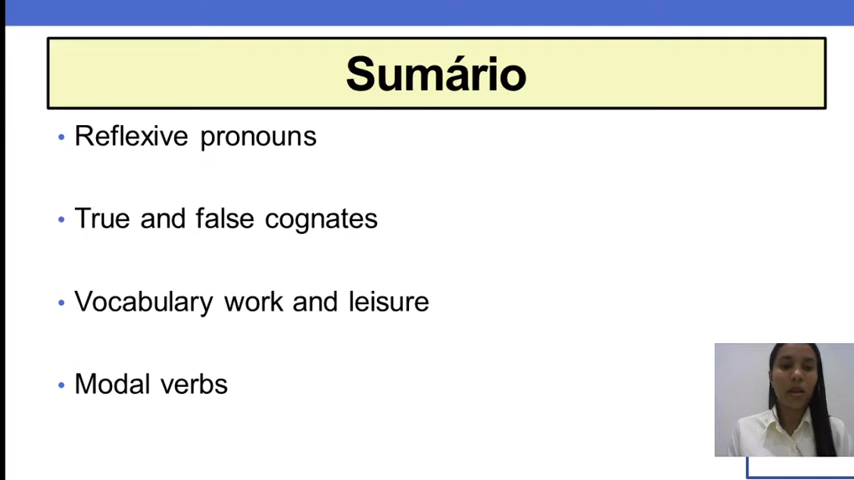 Sumário
Reflexive pronouns
True and false cognates
Vocabulary work and leisure
Modal verbs